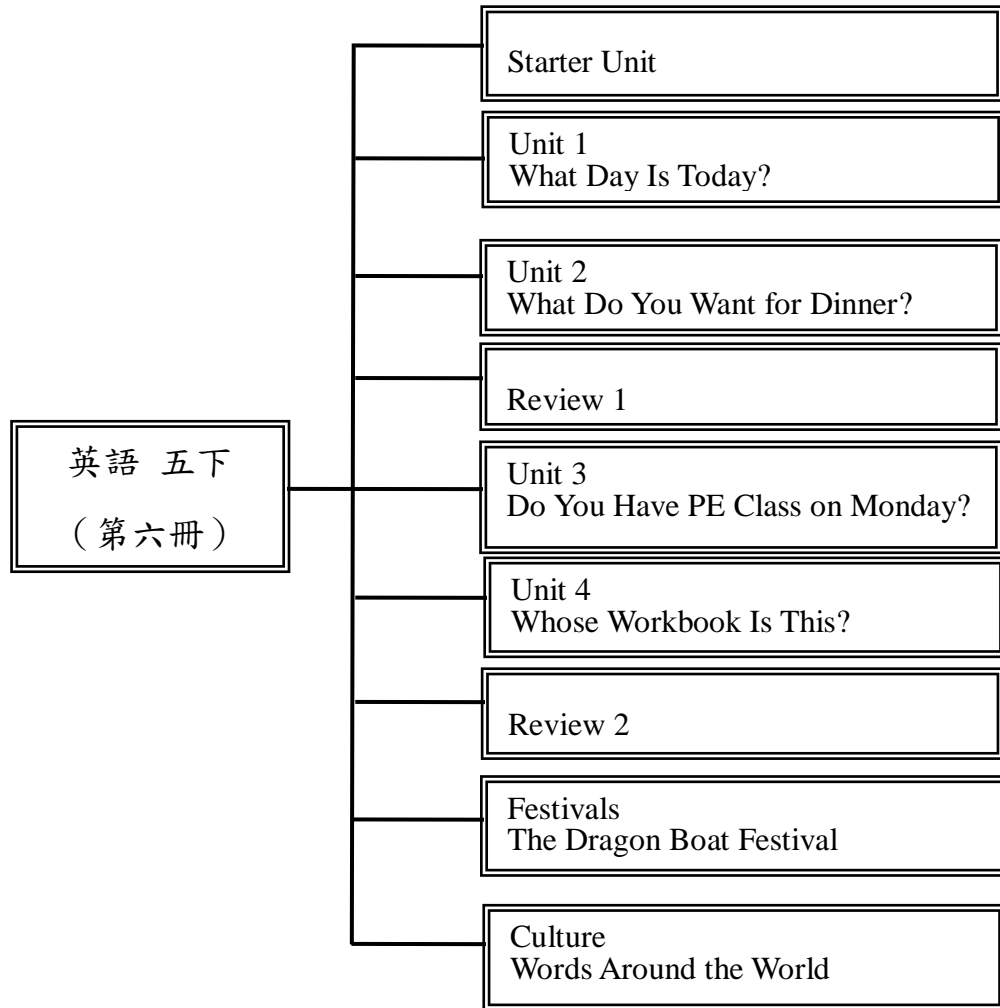 英語 五下
（第六冊）
Starter Unit
Unit 1
What Day Is Today?
Unit 2
What Do You Want for Dinner?
Review 1
Unit 3
Do You Have PE Class on Monday?
Unit 4
Whose Workbook Is This?
Review 2
Festivals
The Dragon Boat Festival
Culture
Words Around the World